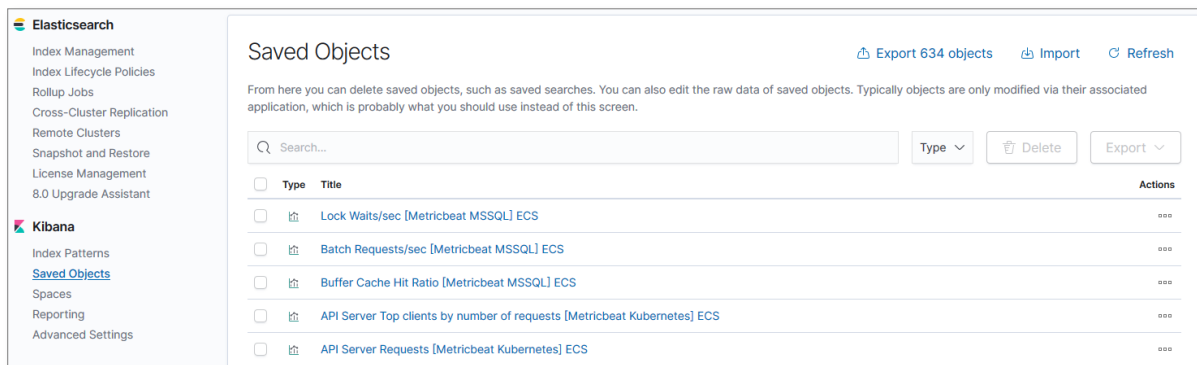 Elasticsearch
Index Management
Index Lifecycle Policies
Rollup Jobs
Cross-Cluster Replication
Remote Clusters
Snapshot and Restore
License Management
8.0 Upgrade Assistant
Kibana
Index Patterns
Saved Objects
Spaces
Reporting
Advanced Settings
Saved Objects
Export 634 objects Import Refresh
From here you can delete saved objects, such as saved searches. You can also edit the raw data of saved objects. Typically objects are only modified via their associated
application, which is probably what you should use instead of this screen.
Search... Type Delete Export
Type Title Actions
Lock Waits/sec [Metricbeat MSSQL] ECS
Batch Requests/sec [Metricbeat MSSQL] ECS
Buffer Cache Hit Ratio [Metricbeat MSSQL] ECS
API Server Top clients by number of requests [Metricbeat Kubernetes] ECS
API Server Requests [Metricbeat Kubernetes] ECS